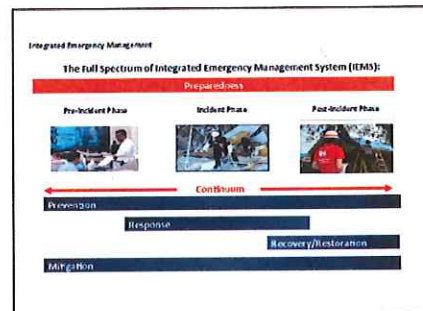 Integrated Emergency Management
The Full Spectrum of Integrated Emergency Management System (IEMS):
Preparedness
Pre-Incident Phase Incident Phase Post-Incident Phase
Continuum
Prevention
Response
Recovery/Restoration
Mitigation